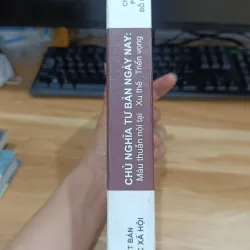 CHỦ NGHĨA TƯ BẢN NGÀY NAY:
Mâu thuẫn nội tại Xu thế Triển vọng
T BẢN
C XÃ HỘI